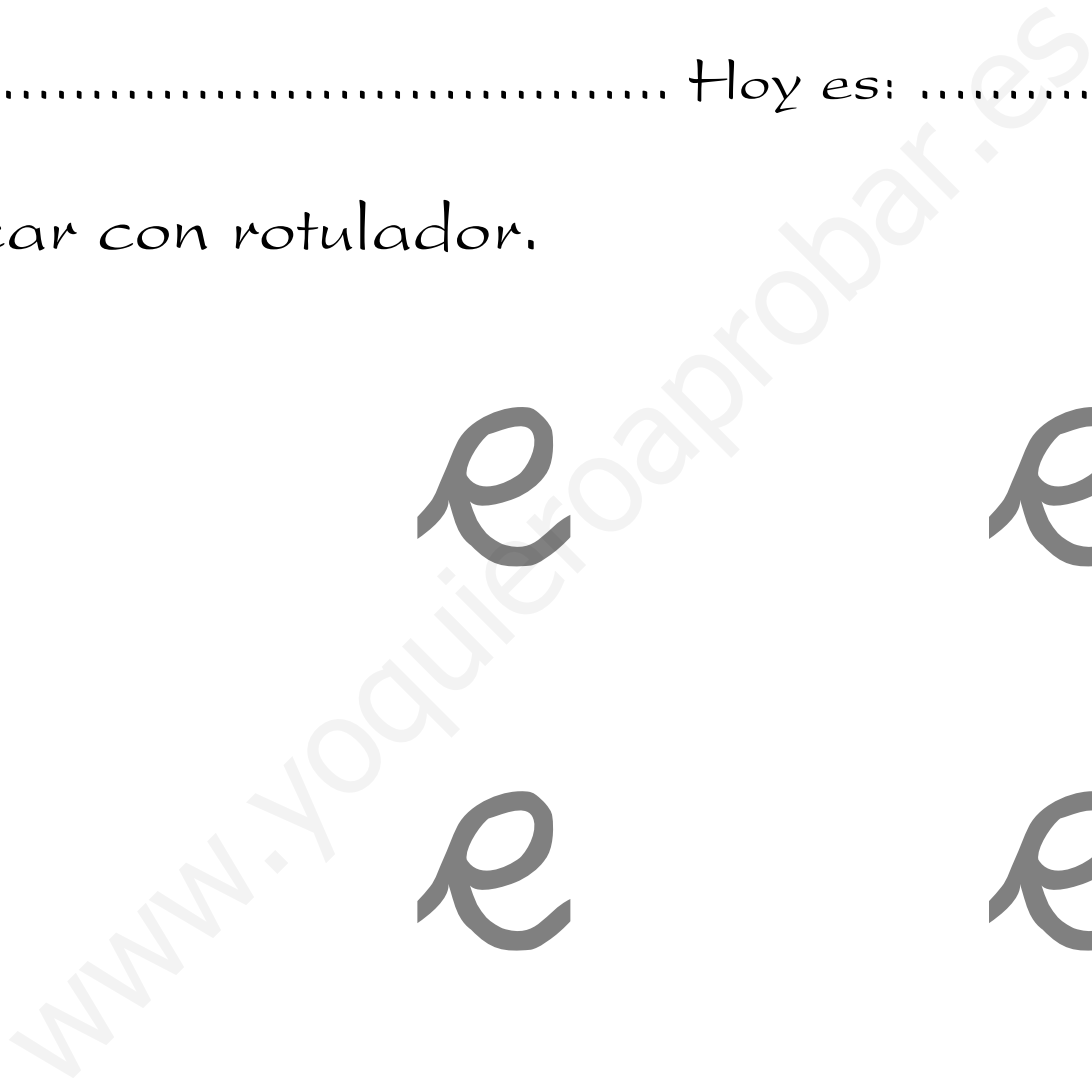 ........................................ Hoy es: ..........
ar con rotulador.
e e
e e
www.yoquieroaprobar.es